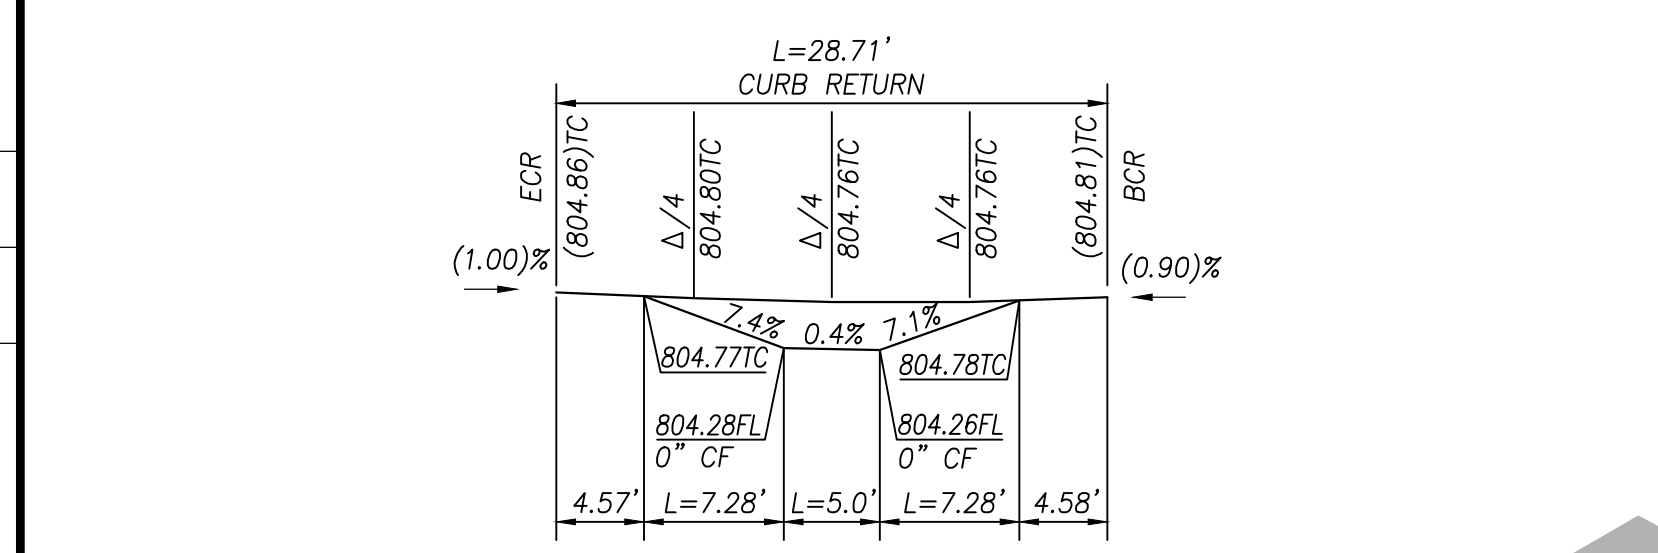 L=28.71'
CURB RETURN
ECR
(804.86)TC
Δ/4
804.80TC
Δ/4
804.76TC
Δ/4
804.76TC
(804.81)TC
BCR
(1.00)%
(0.90)%
7.4%
0.4%
7.1%
804.77TC
804.78TC
804.28FL
0" CF
804.26FL
0" CF
4.57'
L=7.28'
L=5.0'
L=7.28'
4.58'